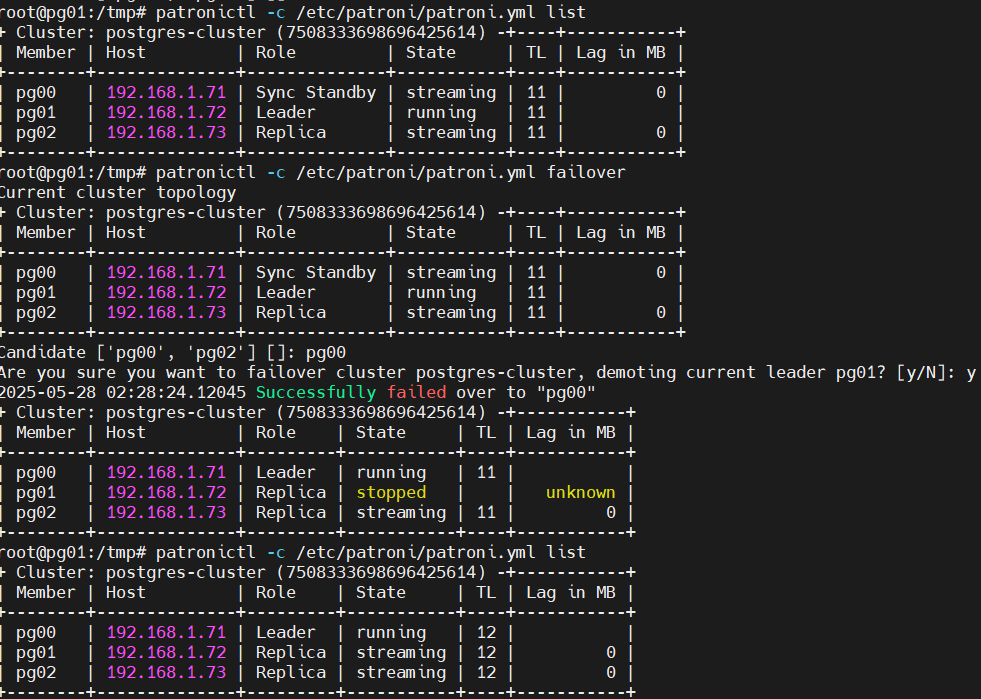 root@pg01:/tmp# patronictl -c /etc/patroni/patroni.yml list
+ Cluster: postgres-cluster (7508333698696425614) -+----+-----------+
| Member | Host         | Role         | State     | TL | Lag in MB |
+--------+--------------+--------------+-----------+----+-----------+
| pg00   | 192.168.1.71 | Sync Standby | streaming | 11 |         0 |
| pg01   | 192.168.1.72 | Leader       | running   | 11 |           |
| pg02   | 192.168.1.73 | Replica      | streaming | 11 |         0 |
+--------+--------------+--------------+-----------+----+-----------+
root@pg01:/tmp# patronictl -c /etc/patroni/patroni.yml failover
Current cluster topology
+ Cluster: postgres-cluster (7508333698696425614) -+----+-----------+
| Member | Host         | Role         | State     | TL | Lag in MB |
+--------+--------------+--------------+-----------+----+-----------+
| pg00   | 192.168.1.71 | Sync Standby | streaming | 11 |         0 |
| pg01   | 192.168.1.72 | Leader       | running   | 11 |           |
| pg02   | 192.168.1.73 | Replica      | streaming | 11 |         0 |
+--------+--------------+--------------+-----------+----+-----------+
Candidate ['pg00', 'pg02'] []: pg00
Are you sure you want to failover cluster postgres-cluster, demoting current leader pg01? [y/N]: y
2025-05-28 02:28:24.12045 Successfully failed over to "pg00"
+ Cluster: postgres-cluster (7508333698696425614) -+-----------+
| Member | Host         | Role    | State     | TL | Lag in MB |
+--------+--------------+---------+-----------+----+-----------+
| pg00   | 192.168.1.71 | Leader  | running   | 11 |           |
| pg01   | 192.168.1.72 | Replica | stopped   |    |   unknown |
| pg02   | 192.168.1.73 | Replica | streaming | 11 |         0 |
+--------+--------------+---------+-----------+----+-----------+
root@pg01:/tmp# patronictl -c /etc/patroni/patroni.yml list
+ Cluster: postgres-cluster (7508333698696425614) -+-----------+
| Member | Host         | Role    | State     | TL | Lag in MB |
+--------+--------------+---------+-----------+----+-----------+
| pg00   | 192.168.1.71 | Leader  | running   | 12 |           |
| pg01   | 192.168.1.72 | Replica | streaming | 12 |         0 |
| pg02   | 192.168.1.73 | Replica | streaming | 12 |         0 |
+--------+--------------+---------+-----------+----+-----------+